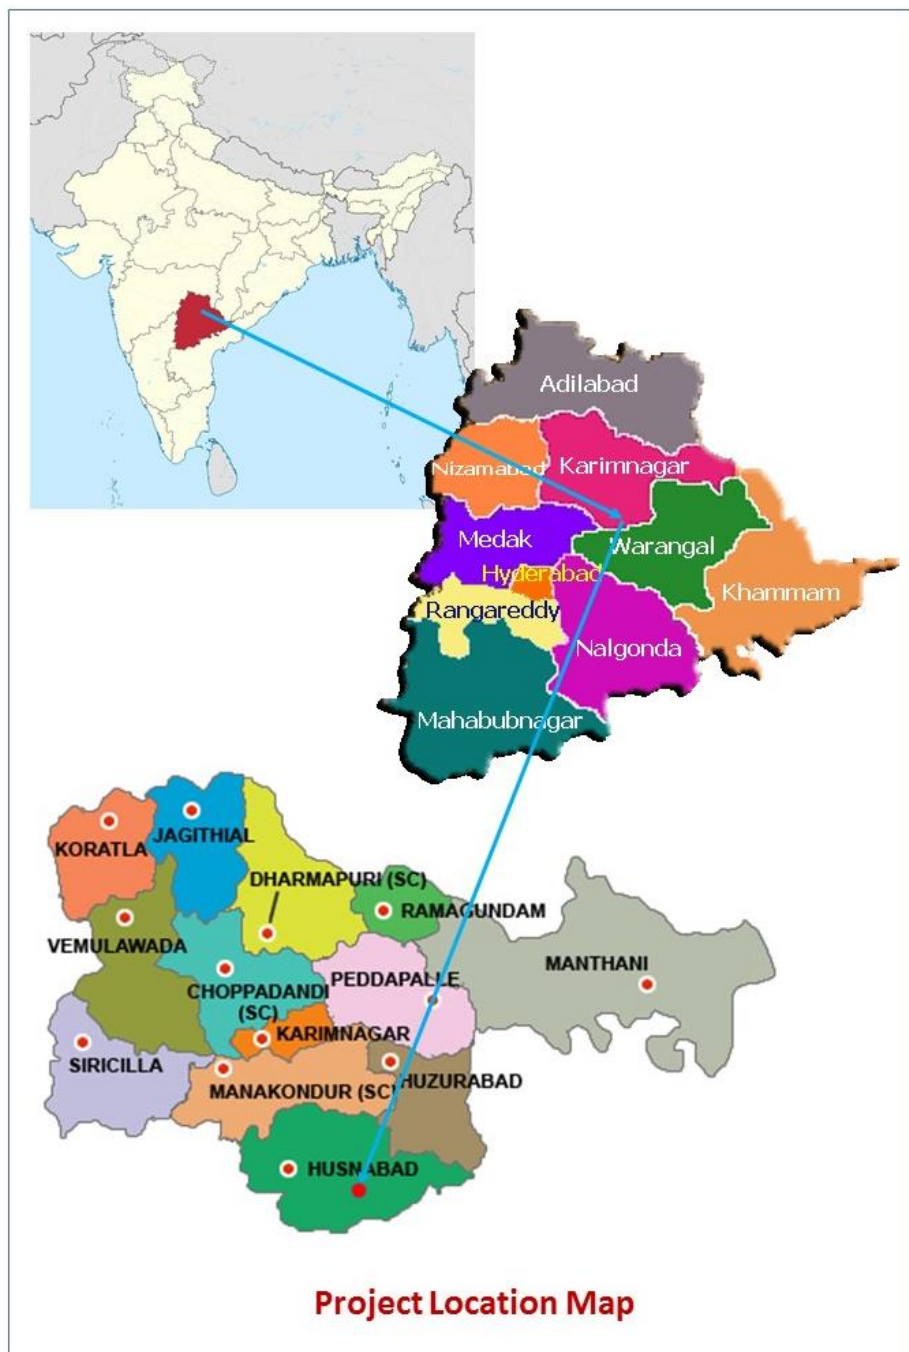 Adilabad
Nizamabad
Karimnagar
Medak
Warangal
Hyderabad
Khammam
Rangareddy
Nalgonda
Mahabubnagar
KORATLA
JAGITHIAL
DHARMAPURI (SC)
RAMAGUNDAM
VEMULAWADA
MANTHANI
PEDDAPALLE
CHOPPADANDI
(SC)
KARIMNAGAR
SIRICILLA
HUZURABAD
MANAKONDUR (SC)
HUSNABAD
Project Location Map